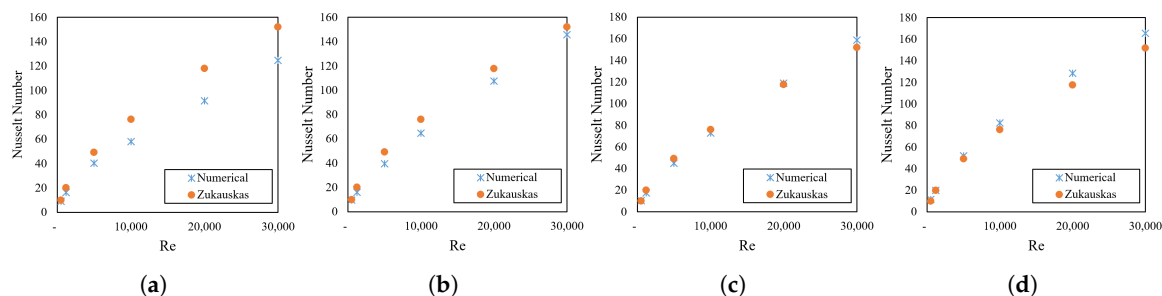 160
140
120
100
80
60
40
20
0
Nusselt Number
Numerical
Zukauskas
-
10,000
20,000
30,000
Re
(a)
160
140
120
100
80
60
40
20
0
Nusselt Number
Numerical
Zukauskas
-
10,000
20,000
30,000
Re
(b)
180
160
140
120
100
80
60
40
20
0
Nusselt Number
Numerical
Zukauskas
-
10,000
20,000
30,000
Re
(c)
180
160
140
120
100
80
60
40
20
0
Nusselt Number
Numerical
Zukauskas
-
10,000
20,000
30,000
Re
(d)